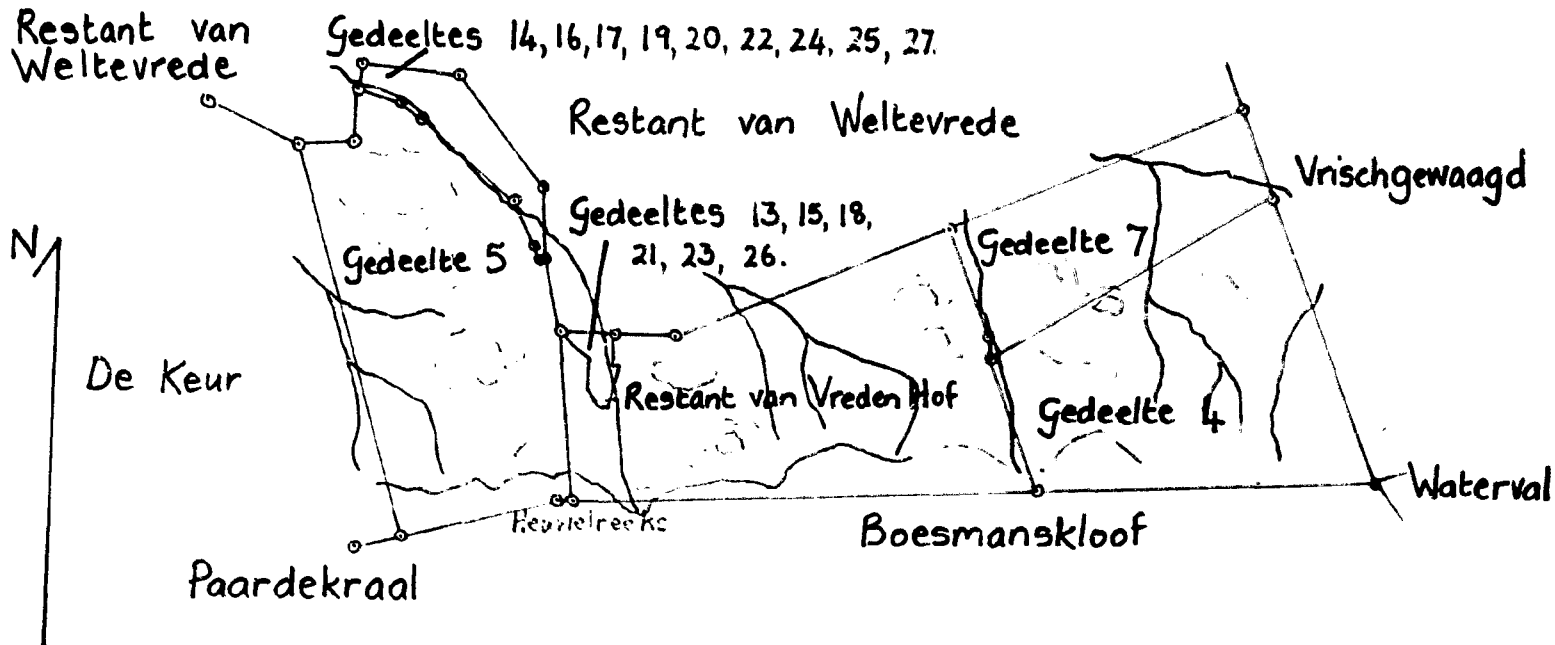 Restant van
Weltevrede
Gedeeltes 14, 16, 17, 19, 20, 22, 24, 25, 27.
Restant van Weltevrede
Vrischgewaagd
N
Gedeelte 5
Gedeeltes 13, 15, 18,
21, 23, 26.
Gedeelte 7
De Keur
Restant van Vreden Hof
Gedeelte 4
Waterval
Heuwelreeks
Boesmanskloof
Paardekraal